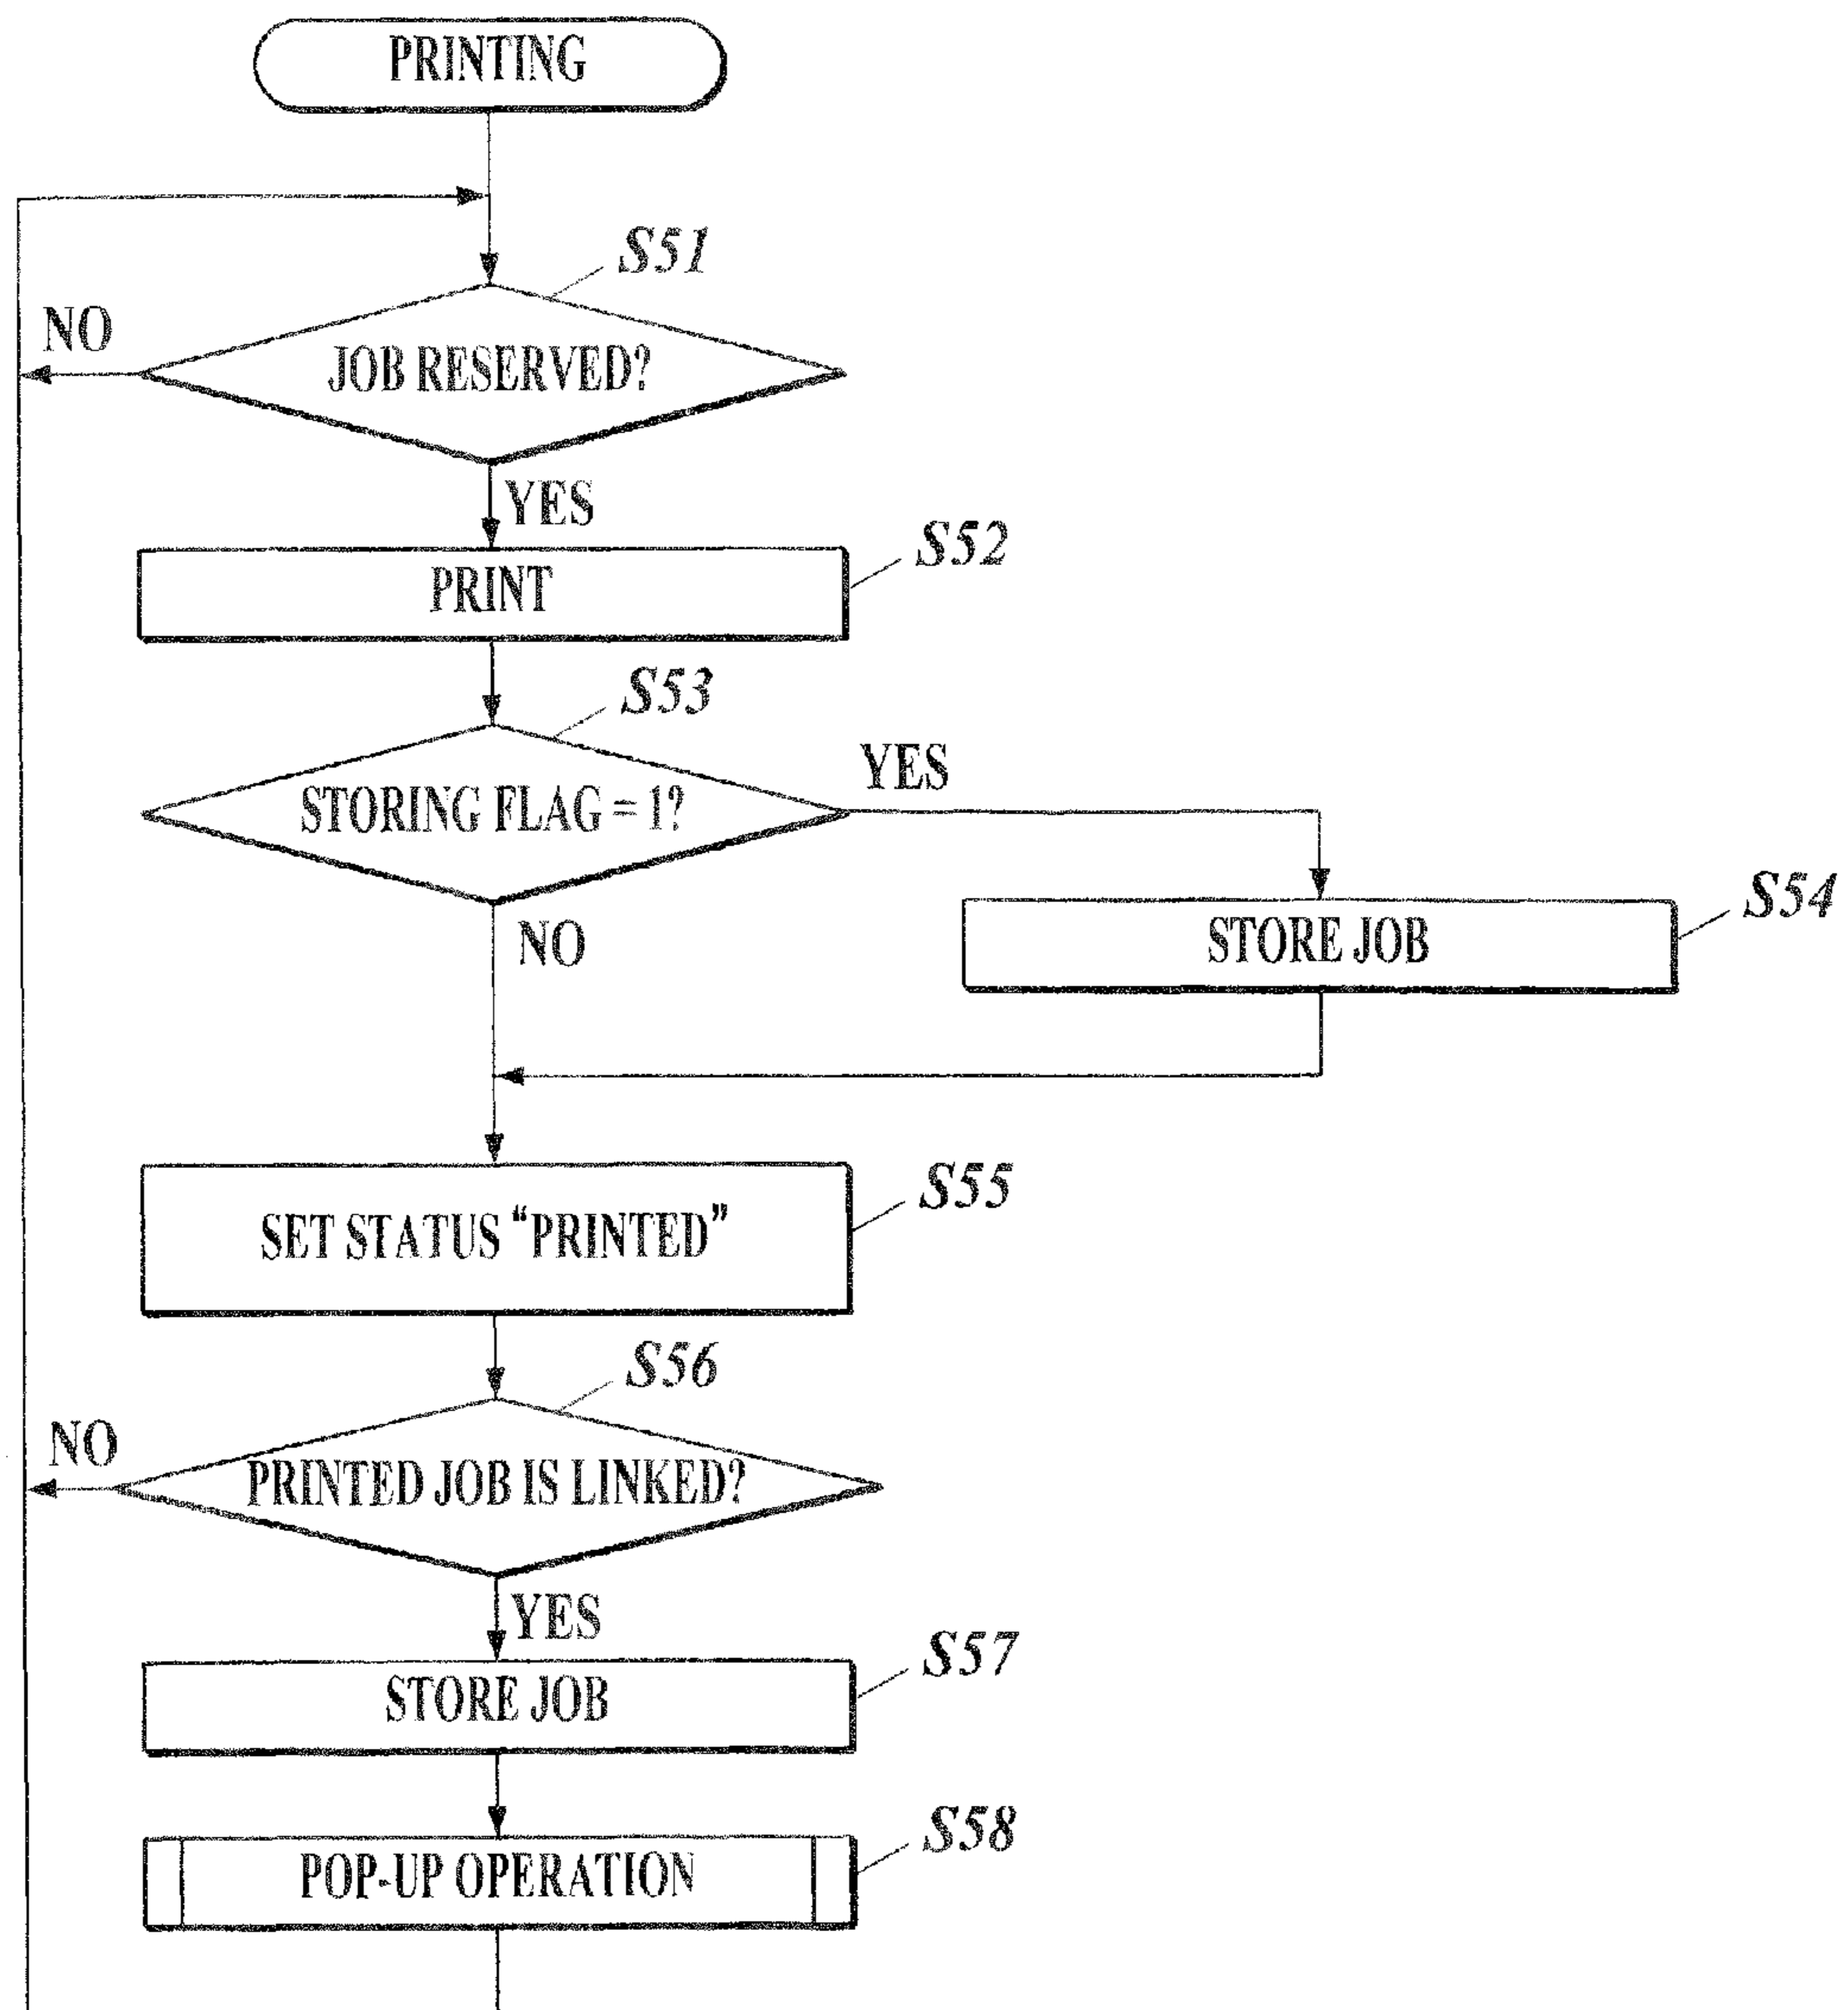 PRINTING
S51
NO
JOB RESERVED?
YES
S52
PRINT
S53
YES
STORING FLAG = 1?
S54
STORE JOB
NO
S55
SET STATUS “PRINTED”
S56
NO
PRINTED JOB IS LINKED?
YES
S57
STORE JOB
S58
POP-UP OPERATION